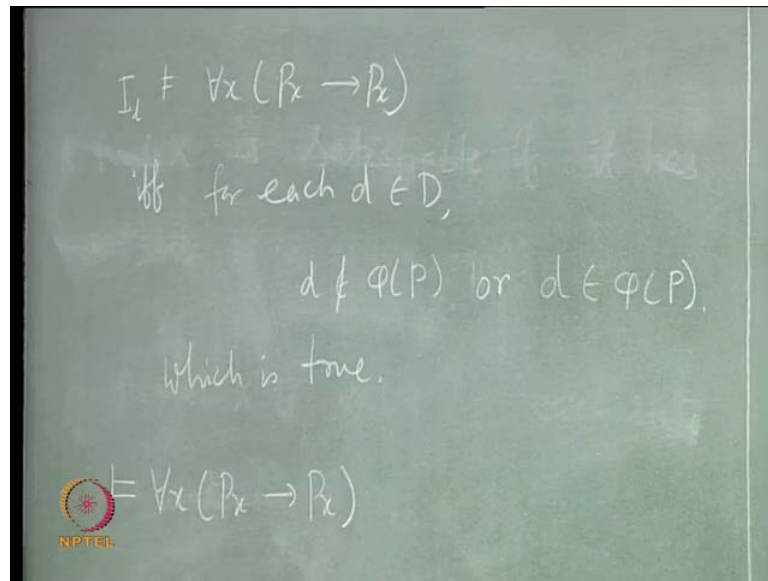 I_l ⊧ ∀x (Px → Px)
iff for each d ∈ D,
d ∉ φ(P) or d ∈ φ(P).
which is true.
⊨ ∀x (Px → Px)
NPTEL